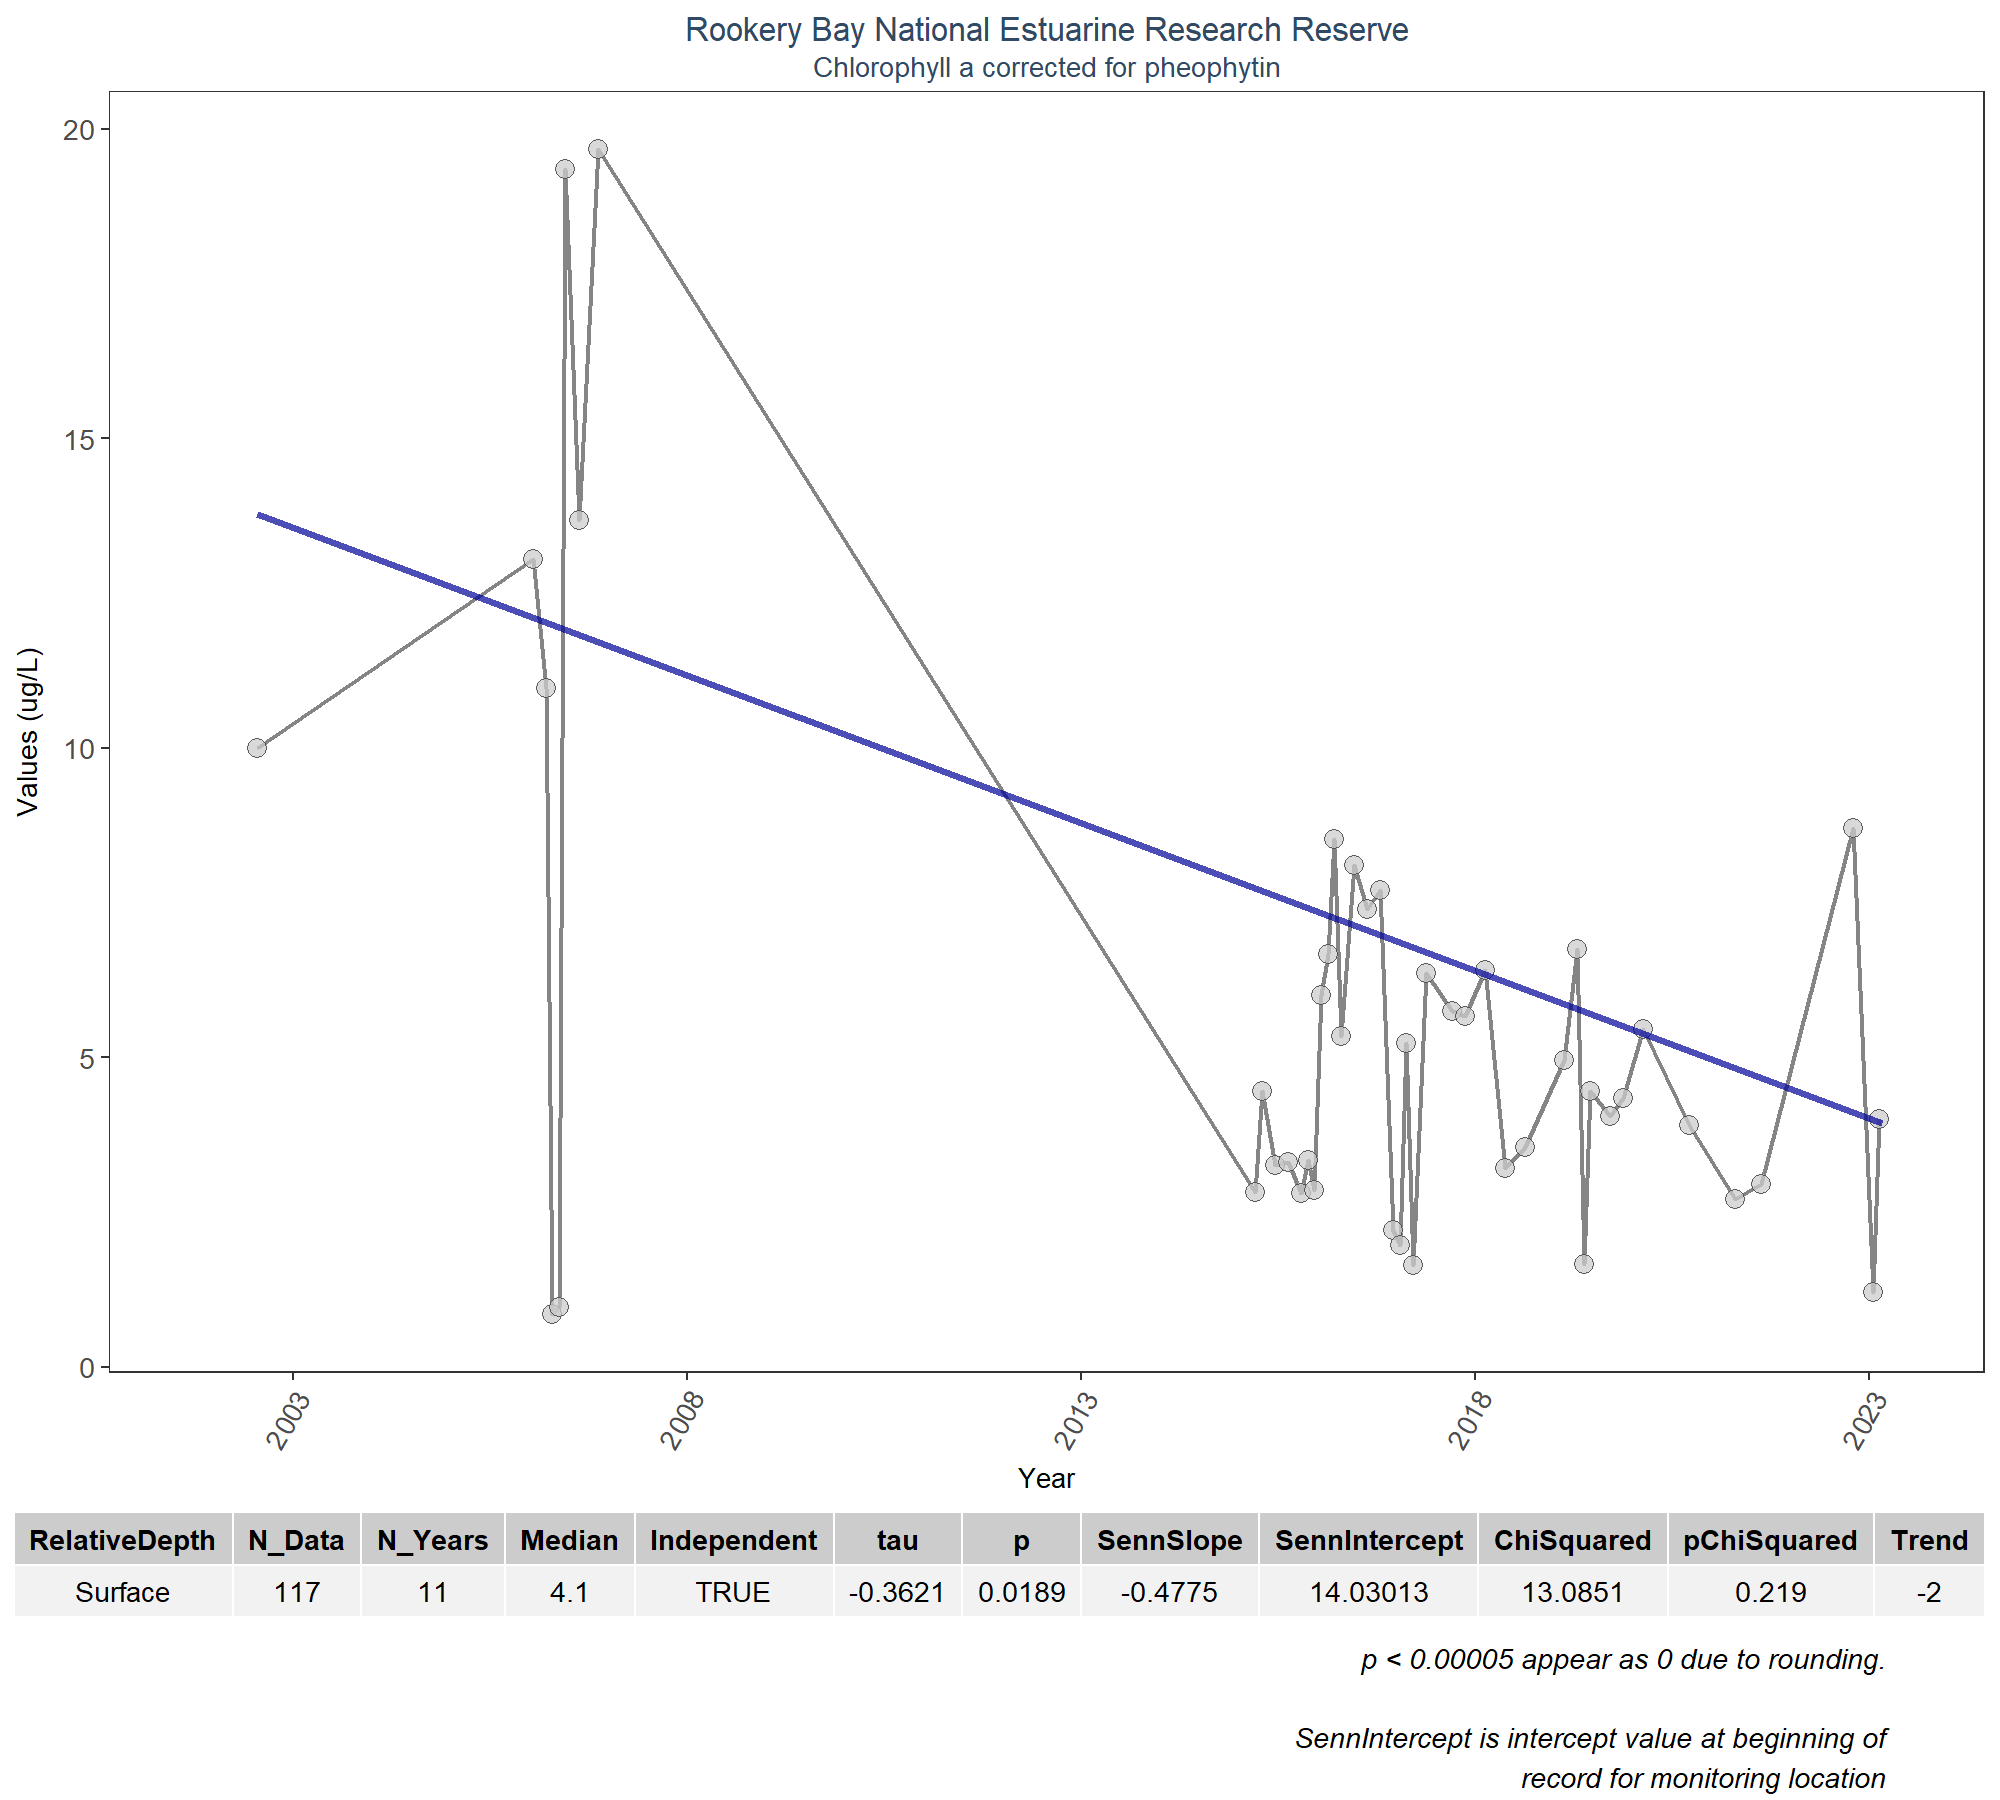 Rookery Bay National Estuarine Research Reserve
Chlorophyll a corrected for pheophytin
20
15
10
5
0
Values (ug/L)
2003 2008 2013 2018 2023
Year
RelativeDepth N_Data N_Years Median Independent tau p SennSlope SennIntercept ChiSquared pChiSquared Trend
Surface 117 11 4.1 TRUE -0.3621 0.0189 -0.4775 14.03013 13.0851 0.219 -2
p < 0.00005 appear as 0 due to rounding.
SennIntercept is intercept value at beginning of
record for monitoring location